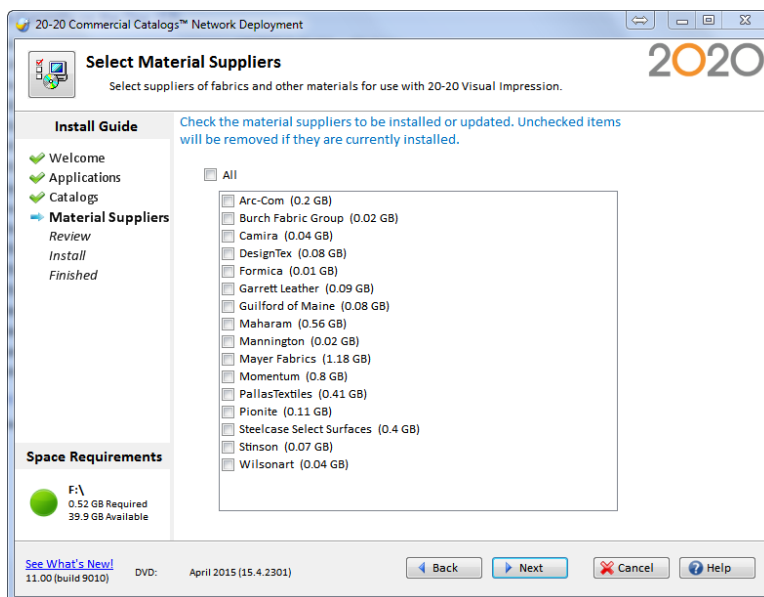 20-20 Commercial Catalogs™ Network Deployment
Select Material Suppliers
Select suppliers of fabrics and other materials for use with 20-20 Visual Impression.
2020
Install Guide
Welcome
Applications
Catalogs
Material Suppliers
Review
Install
Finished
Check the material suppliers to be installed or updated. Unchecked items
will be removed if they are currently installed.
All
Arc-Com (0.2 GB)
Burch Fabric Group (0.02 GB)
Camira (0.04 GB)
DesignTex (0.08 GB)
Formica (0.01 GB)
Garrett Leather (0.09 GB)
Guilford of Maine (0.08 GB)
Maharam (0.56 GB)
Mannington (0.02 GB)
Mayer Fabrics (1.18 GB)
Momentum (0.8 GB)
PallasTextiles (0.41 GB)
Pionite (0.11 GB)
Steelcase Select Surfaces (0.4 GB)
Stinson (0.07 GB)
Wilsonart (0.04 GB)
Space Requirements
F:\
0.52 GB Required
39.9 GB Available
See What's New!
11.00 (build 9010)
DVD: April 2015 (15.4.2301)
Back
Next
Cancel
Help